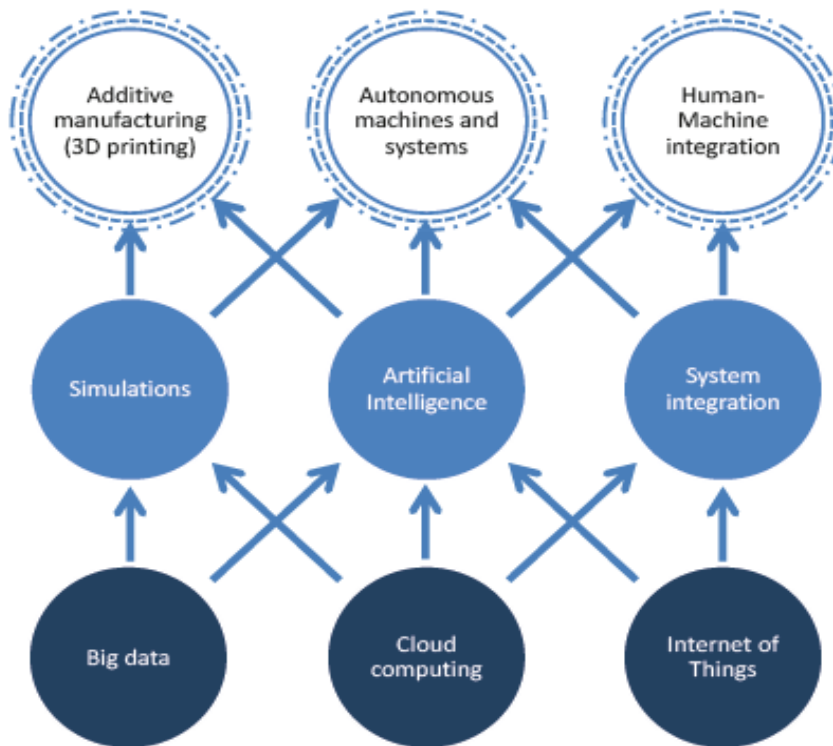 Additive
manufacturing
(3D printing)
Autonomous
machines and
systems
Human-
Machine
integration
Simulations
Artificial
Intelligence
System
integration
Big data
Cloud
computing
Internet of
Things